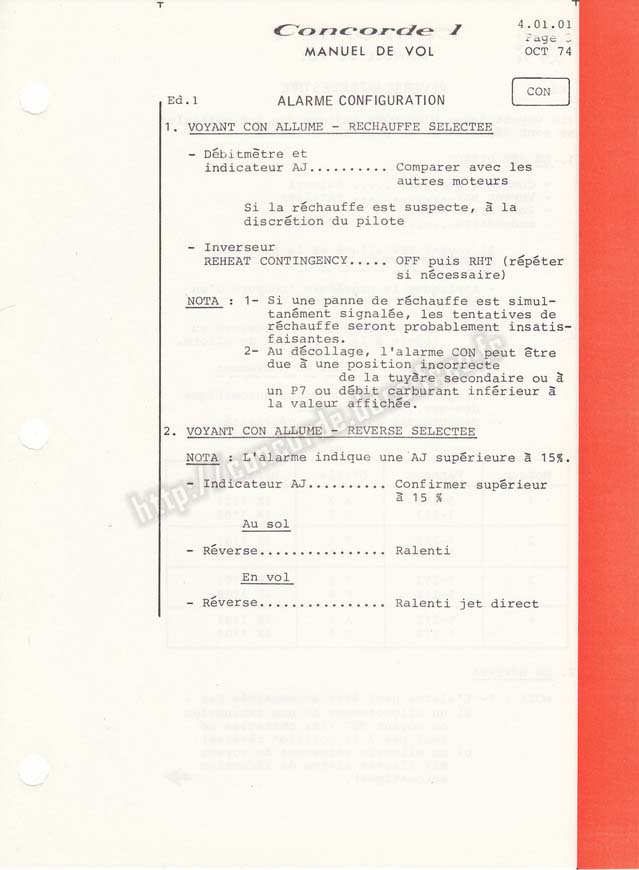 Concorde 1
4.01.01
Page
MANUEL DE VOL
OCT 74
CON
Ed.1 ALARME CONFIGURATION
1. VOYANT CON ALLUME - RECHAUFFE SELECTEE
- Débitmètre et
indicateur AJ.......... Comparer avec les
autres moteurs
Si la réchauffe est suspecte, à la
discrétion du pilote
- Inverseur
REHEAT CONTINGENCY..... OFF puis RHT (répéter
si nécessaire)
NOTA : 1- Si une panne de réchauffe est simul-
tanément signalée, les tentatives de
réchauffe seront probablement insatis-
faisantes.
2- Au décollage, l'alarme CON peut être
due à une position incorrecte
de la tuyère secondaire ou à
un P7 ou débit carburant inférieur à
la valeur affichée.
2. VOYANT CON ALLUME - REVERSE SELECTEE
NOTA : L'alarme indique une AJ supérieure à 15%.
- Indicateur AJ.......... Confirmer supérieur
à 15 %
Au sol
- Réverse................ Ralenti
En vol
- Réverse................ Ralenti jet direct